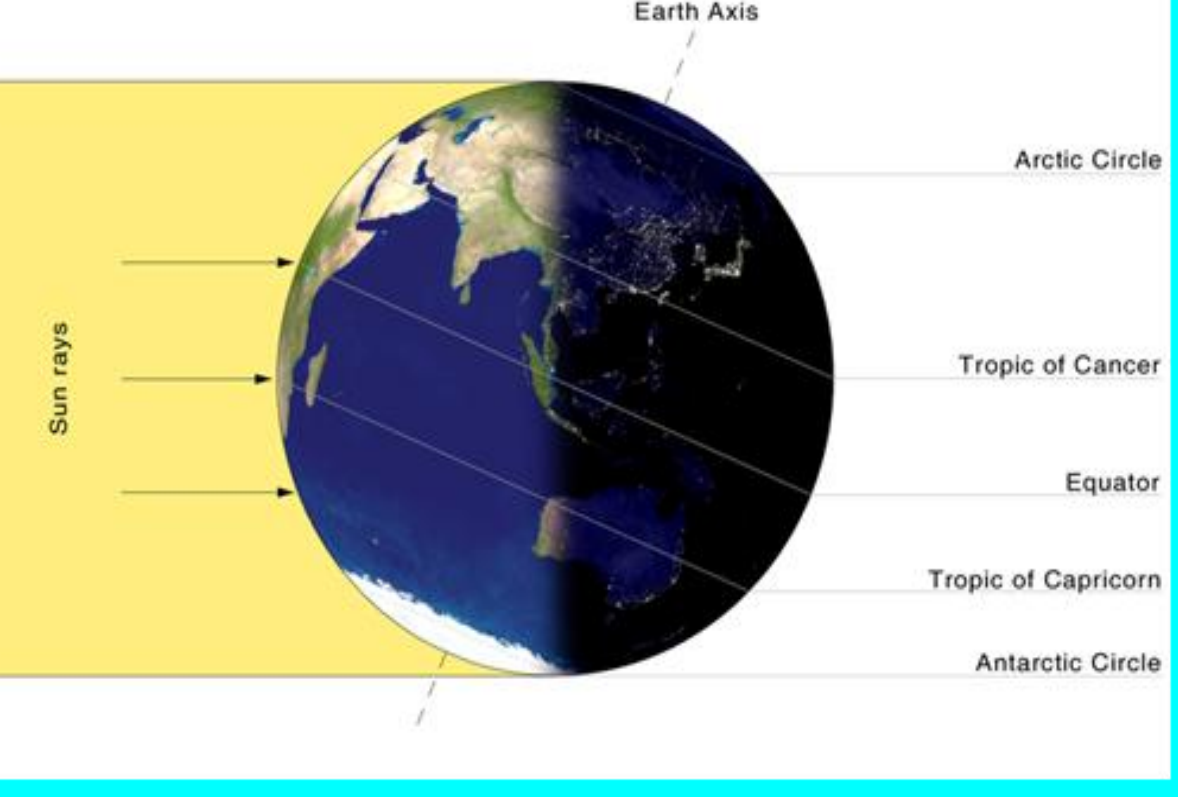 Earth Axis
Arctic Circle
Sun rays
Tropic of Cancer
Equator
Tropic of Capricorn
Antarctic Circle